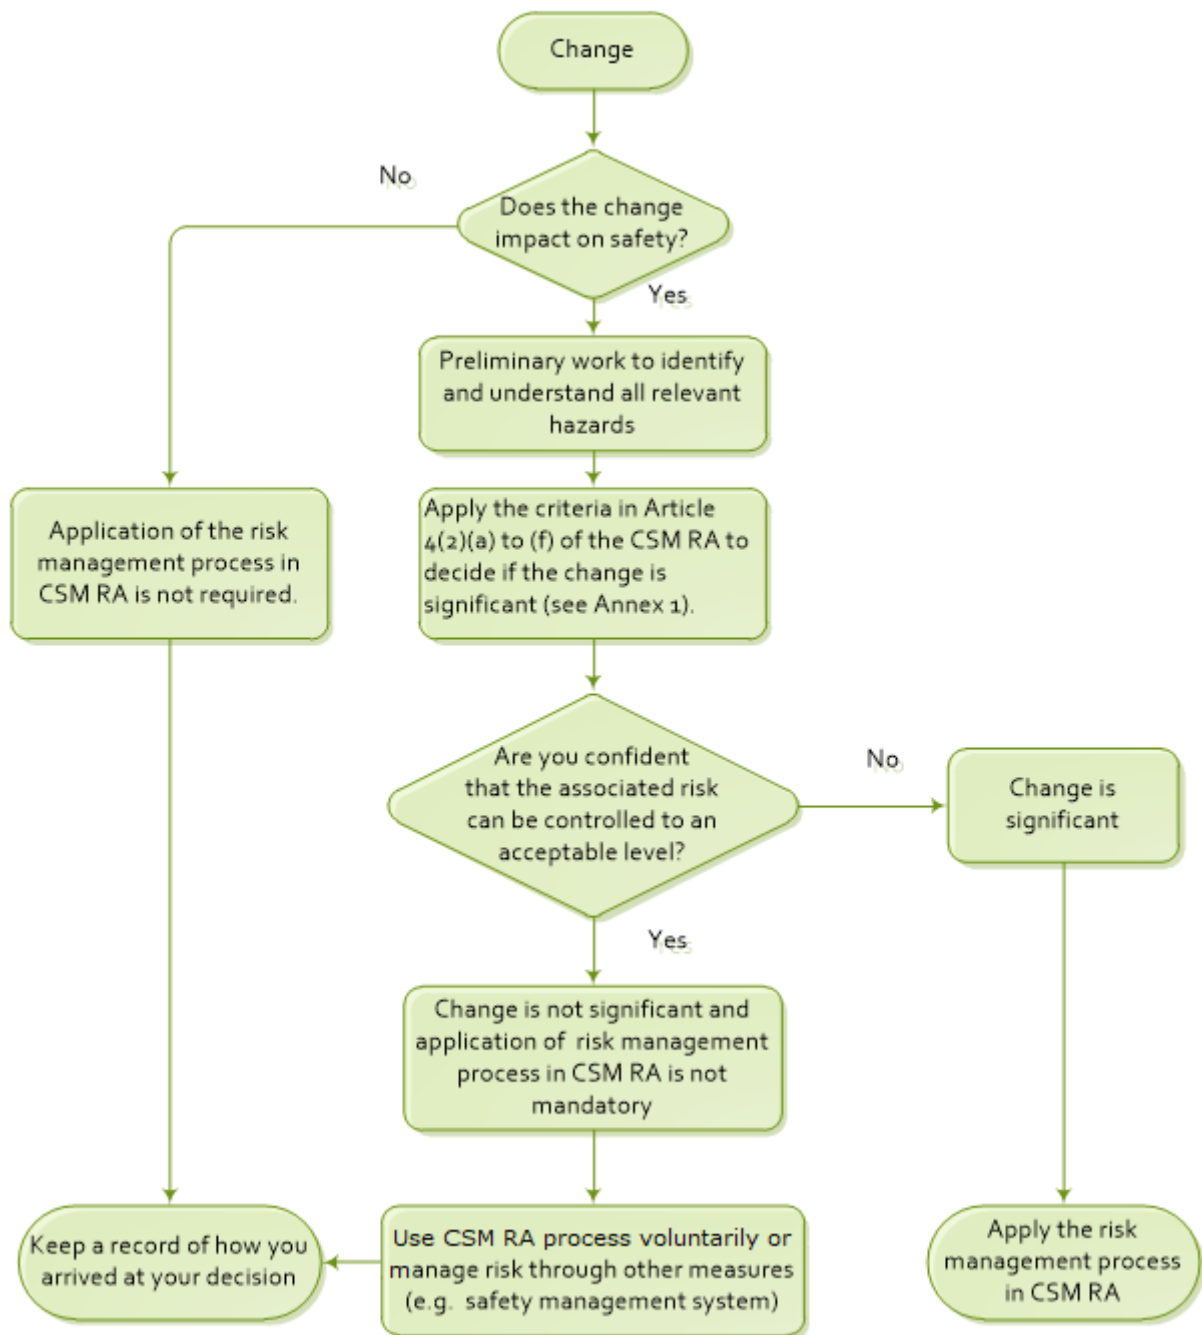 Change
No
Does the change
impact on safety?
Yes
Preliminary work to identify
and understand all relevant
hazards
Application of the risk
management process in
CSM RA is not required.
Apply the criteria in Article
4(2)(a) to (f) of the CSM RA to
decide if the change is
significant (see Annex 1).
Are you confident
that the associated risk
can be controlled to an
acceptable level?
No
Change is
significant
Yes
Change is not significant and
application of risk management
process in CSM RA is not
mandatory
Keep a record of how you
arrived at your decision
Use CSM RA process voluntarily or
manage risk through other measures
(e.g. safety management system)
Apply the risk
management process
in CSM RA